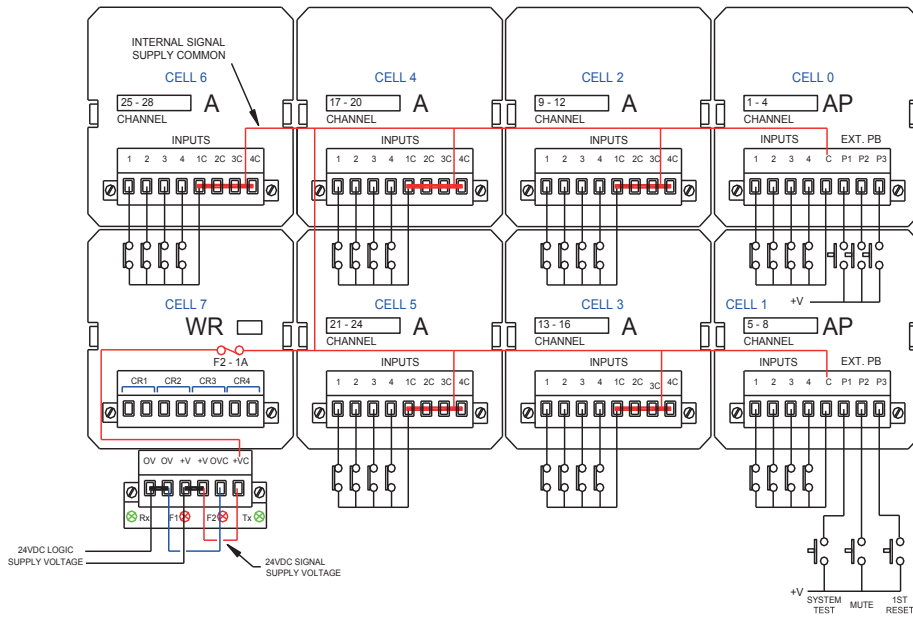 INTERNAL SIGNAL
SUPPLY COMMON
CELL 6
25 - 28 A
CHANNEL
INPUTS
1 2 3 4 1C 2C 3C 4C
CELL 4
17 - 20 A
CHANNEL
INPUTS
1 2 3 4 1C 2C 3C 4C
CELL 2
9 - 12 A
CHANNEL
INPUTS
1 2 3 4 1C 2C 3C 4C
CELL 0
1 - 4 AP
CHANNEL
INPUTS EXT. PB
1 2 3 4 C P1 P2 P3
+V
CELL 7
WR
F2 - 1A
CR1 CR2 CR3 CR4
CELL 5
21 - 24 A
CHANNEL
INPUTS
1 2 3 4 1C 2C 3C 4C
CELL 3
13 - 16 A
CHANNEL
INPUTS
1 2 3 4 1C 2C 3C 4C
CELL 1
5 - 8 AP
CHANNEL
INPUTS EXT. PB
1 2 3 4 C P1 P2 P3
OV OV +V +V OVC +VC
Rx F1 F2 Tx
24VDC LOGIC
SUPPLY VOLTAGE
24VDC SIGNAL
SUPPLY VOLTAGE
+V
SYSTEM
TEST
MUTE
1ST
RESET